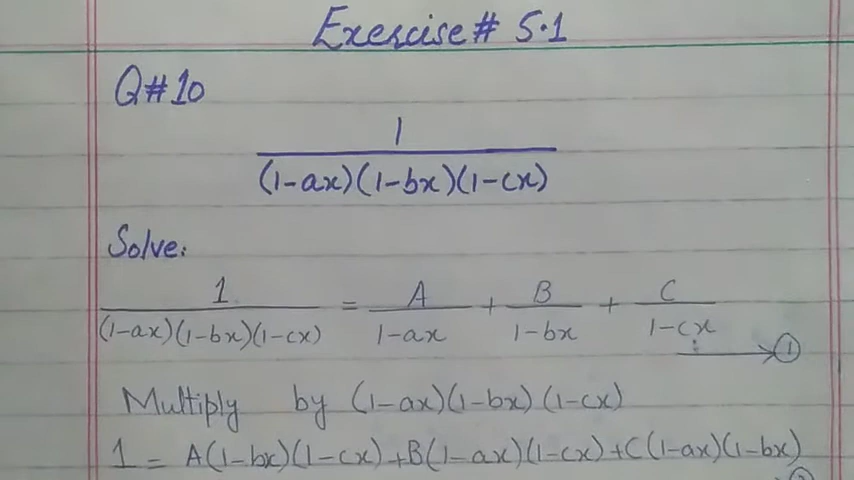 Exercise# 5.1
Q#10
1
(1-ax)(1-bx)(1-cx)
Solve:
1/((1-ax)(1-bx)(1-cx)) = A/(1-ax) + B/(1-bx) + C/(1-cx) → ①
Multiply by (1-ax)(1-bx)(1-cx)
1 = A(1-bx)(1-cx)+B(1-ax)(1-cx)+C(1-ax)(1-bx)